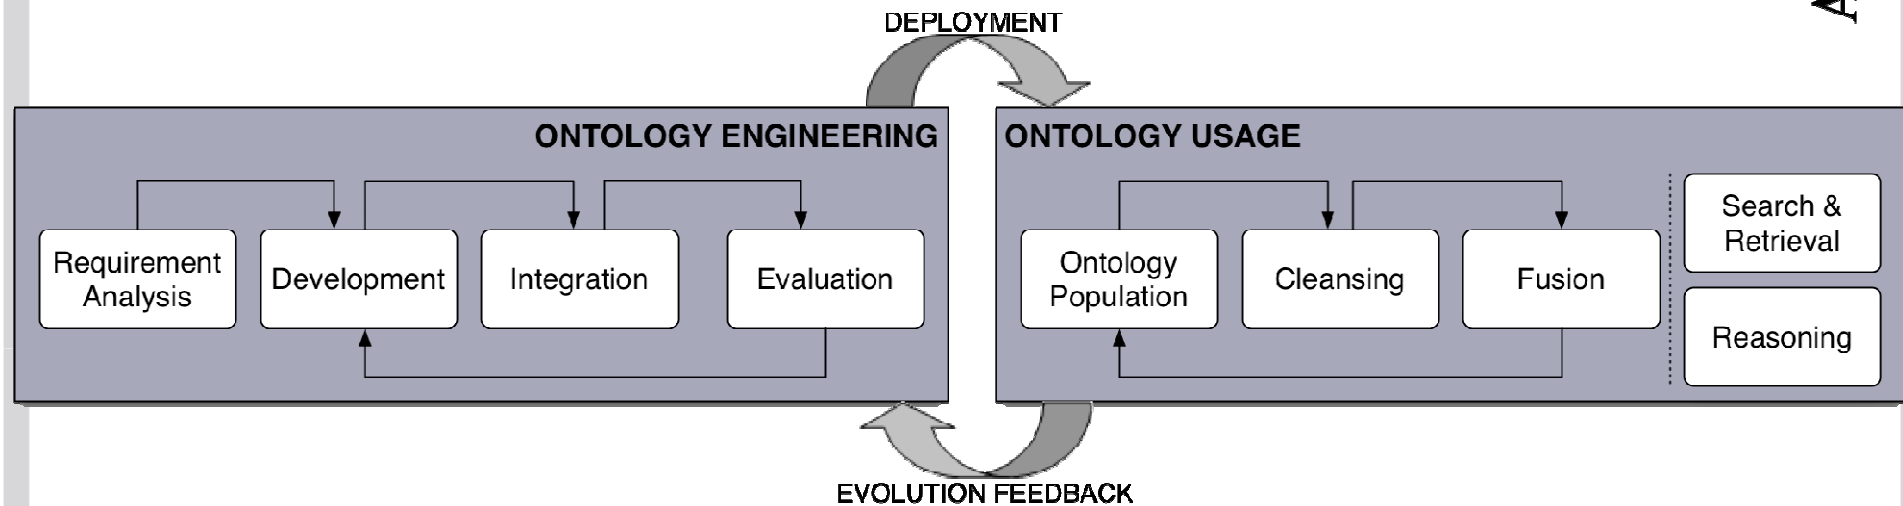 DEPLOYMENT
ONTOLOGY ENGINEERING
Requirement
Analysis
Development
Integration
Evaluation
ONTOLOGY USAGE
Ontology
Population
Cleansing
Fusion
Search &
Retrieval
Reasoning
EVOLUTION FEEDBACK